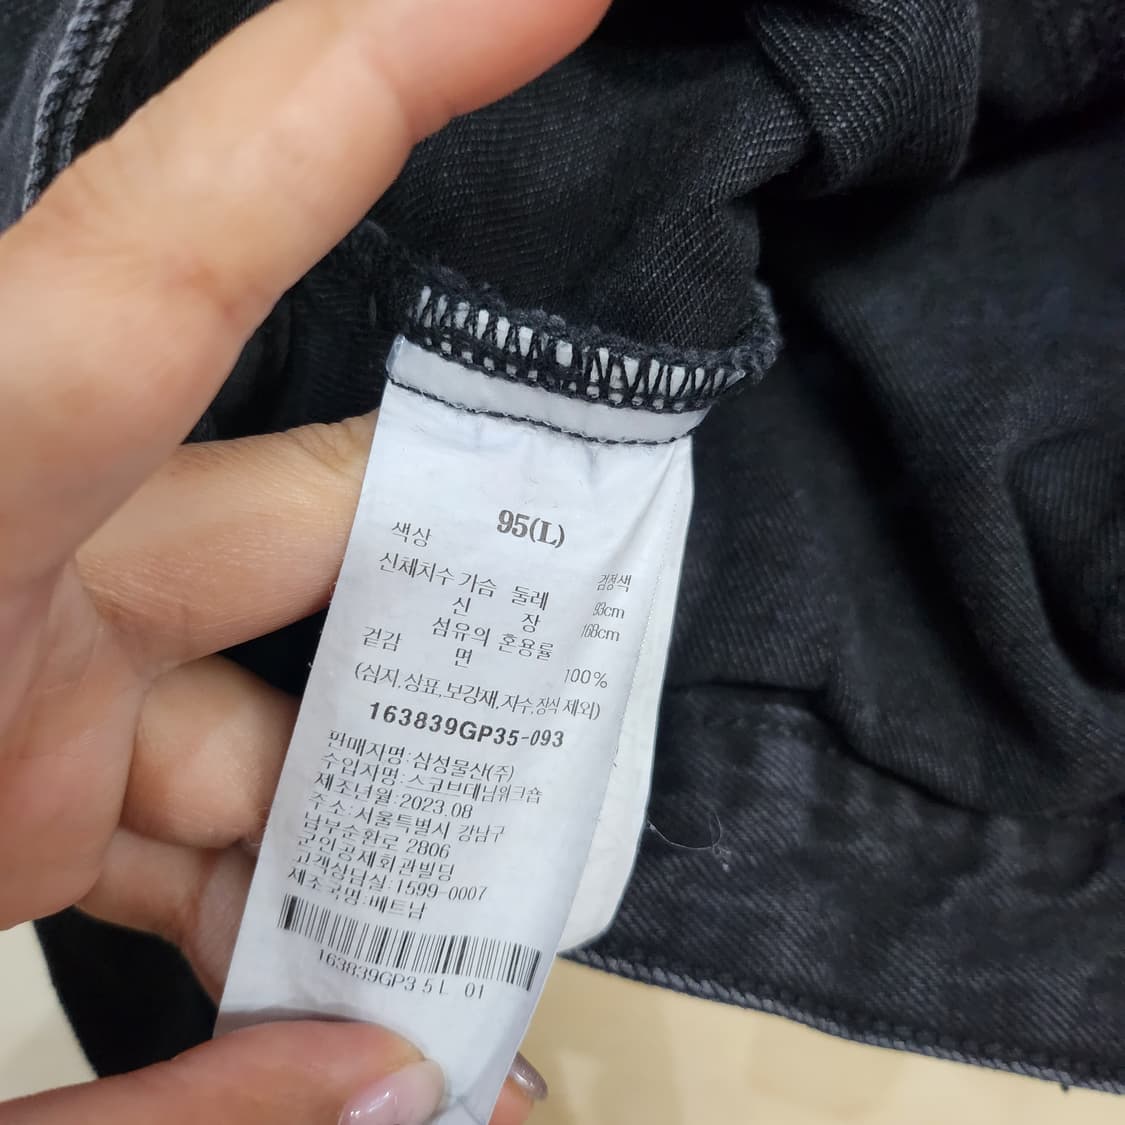 95(L)
색상 검정색
신체치수 가슴 둘레 93cm
신 장 168cm
섬유의 혼용률
겉감 면 100%
(심지,상표,보강재,자수,장식 제외)
163839GP35-093
판매자명:삼성물산(주)
수입자명:스코브데님워크숍
제조년월:2023.08
주소:서울특별시 강남구
남부순환로 2806
군인공제회관빌딩
고객상담실:1599-0007
제조국명:베트남
163839GP35L 01